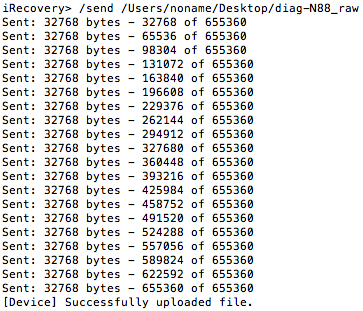 iRecovery> /send /Users/noname/Desktop/diag-N88_raw
Sent: 32768 bytes - 32768 of 655360
Sent: 32768 bytes - 65536 of 655360
Sent: 32768 bytes - 98304 of 655360
Sent: 32768 bytes - 131072 of 655360
Sent: 32768 bytes - 163840 of 655360
Sent: 32768 bytes - 196608 of 655360
Sent: 32768 bytes - 229376 of 655360
Sent: 32768 bytes - 262144 of 655360
Sent: 32768 bytes - 294912 of 655360
Sent: 32768 bytes - 327680 of 655360
Sent: 32768 bytes - 360448 of 655360
Sent: 32768 bytes - 393216 of 655360
Sent: 32768 bytes - 425984 of 655360
Sent: 32768 bytes - 458752 of 655360
Sent: 32768 bytes - 491520 of 655360
Sent: 32768 bytes - 524288 of 655360
Sent: 32768 bytes - 557056 of 655360
Sent: 32768 bytes - 589824 of 655360
Sent: 32768 bytes - 622592 of 655360
Sent: 32768 bytes - 655360 of 655360
[Device] Successfully uploaded file.